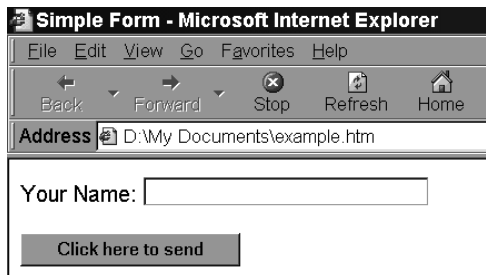 Simple Form - Microsoft Internet Explorer
File Edit View Go Favorites Help
Back Forward Stop Refresh Home
Address D:\My Documents\example.htm
Your Name:
Click here to send